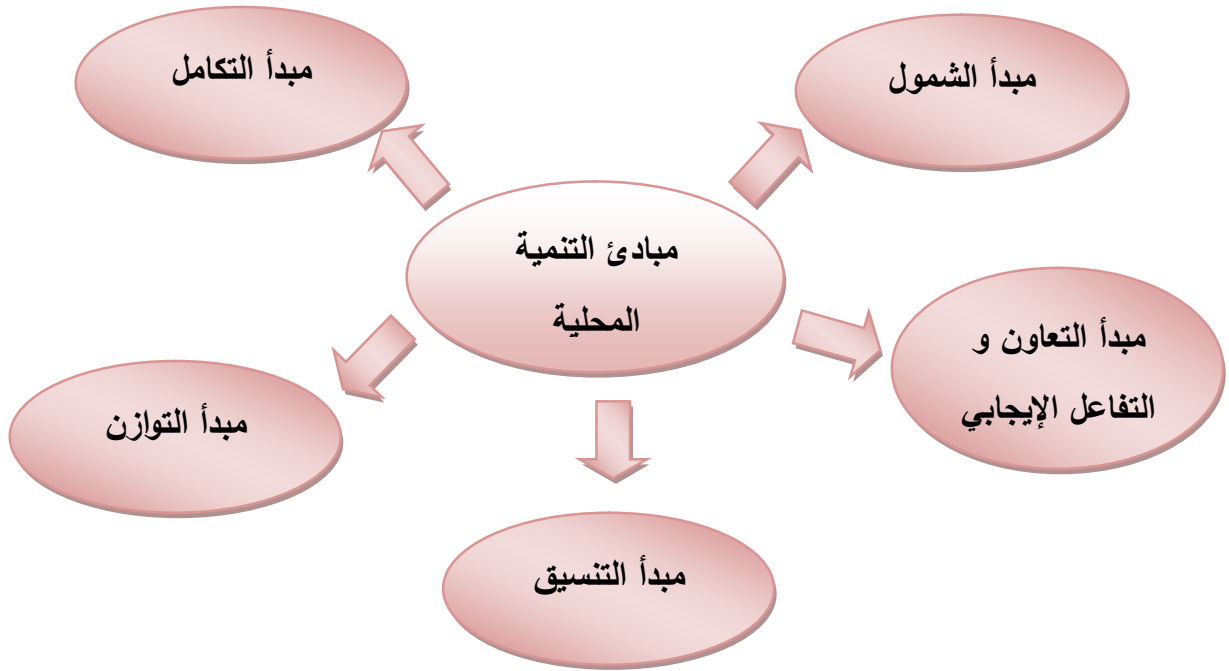 مبدأ الشمول
مبدأ التكامل
مبادئ التنمية
المحلية
مبدأ التعاون و
التفاعل الإيجابي
مبدأ التوازن
مبدأ التنسيق